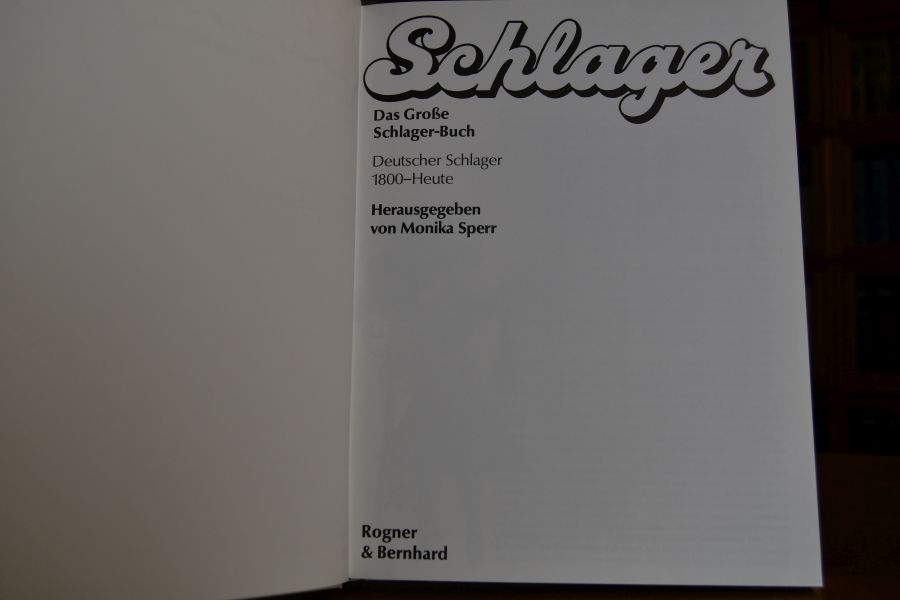 Schlager
Das Große
Schlager-Buch
Deutscher Schlager
1800–Heute
Herausgegeben
von Monika Sperr
Rogner
& Bernhard